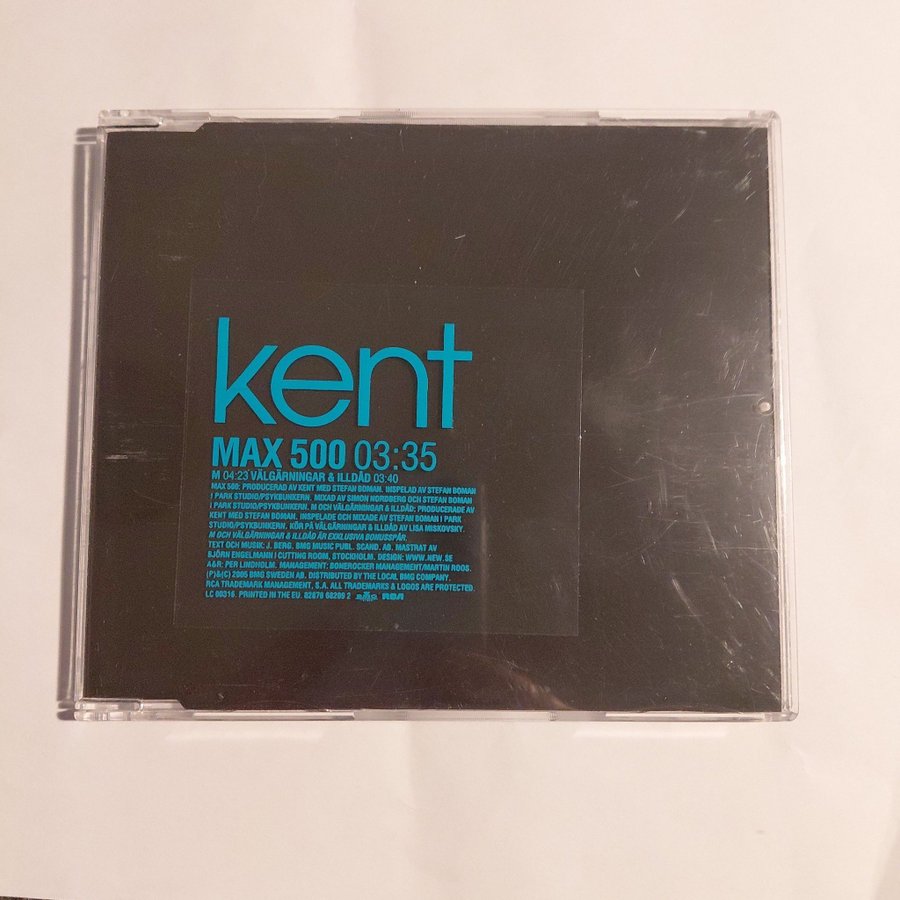 kent
MAX 500 03:35
M 04:23 VÄLGÄRNINGAR & ILLDÅD 03:40
MAX 500: PRODUCERAD AV KENT MED STEFAN BOMAN. INSPELAD AV STEFAN BOMAN
I PARK STUDIO/PSYKBUNKERN. MIXAD AV SIMON NORDBERG OCH STEFAN BOMAN
I PARK STUDIO/PSYKBUNKERN. M OCH VÄLGÄRNINGAR & ILLDÅD: PRODUCERADE AV
KENT MED STEFAN BOMAN. INSPELADE OCH MIXADE AV STEFAN BOMAN I PARK
STUDIO/PSYKBUNKERN. KÖR PÅ VÄLGÄRNINGAR & ILLDÅD AV LISA MISKOVSKY.
M OCH VÄLGÄRNINGAR & ILLDÅD ÄR EXKLUSIVA BONUSSPÅR.
TEXT OCH MUSIK: J. BERG. BMG MUSIC PUBL. SCAND. AB. MASTRAT AV
BJÖRN ENGELMANN I CUTTING ROOM, STOCKHOLM. DESIGN: WWW.NEW.SE
A&R: PER LINDHOLM. MANAGEMENT: BONEROCKER MANAGEMENT/MARTIN ROOS.
(P)&(C) 2005 BMG SWEDEN AB. DISTRIBUTED BY THE LOCAL BMG COMPANY.
RCA TRADEMARK MANAGEMENT, S.A. ALL TRADEMARKS & LOGOS ARE PROTECTED.
LC 00316. PRINTED IN THE EU. 82876 68209 2 RCA